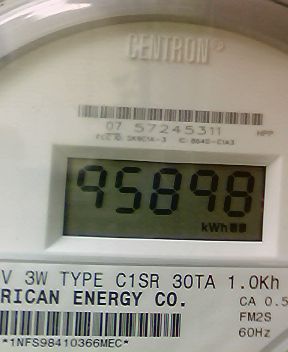 CENTRON®
07 57245311
HPP
95898
kWh
V 3W TYPE C1SR 30TA 1.0Kh
RICAN ENERGY CO.
CA 0.5
FM2S
60Hz
*1NFS98410366MEC*